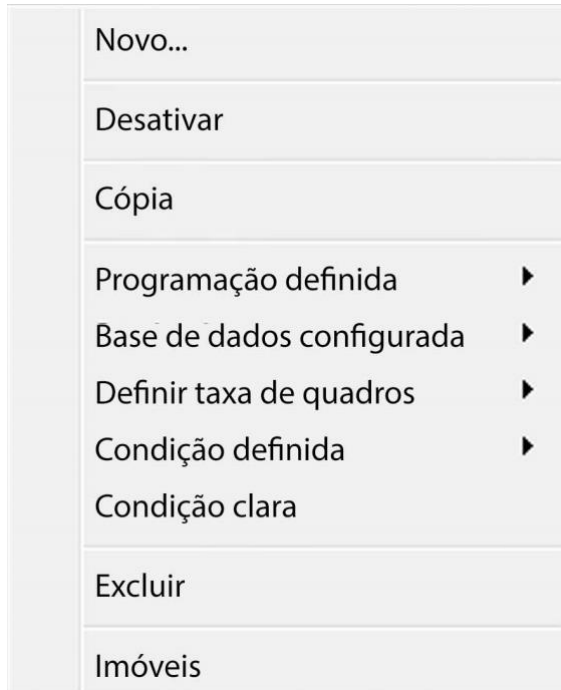 Novo...
Desativar
Cópia
Programação definida
Base de dados configurada
Definir taxa de quadros
Condição definida
Condição clara
Excluir
Imóveis